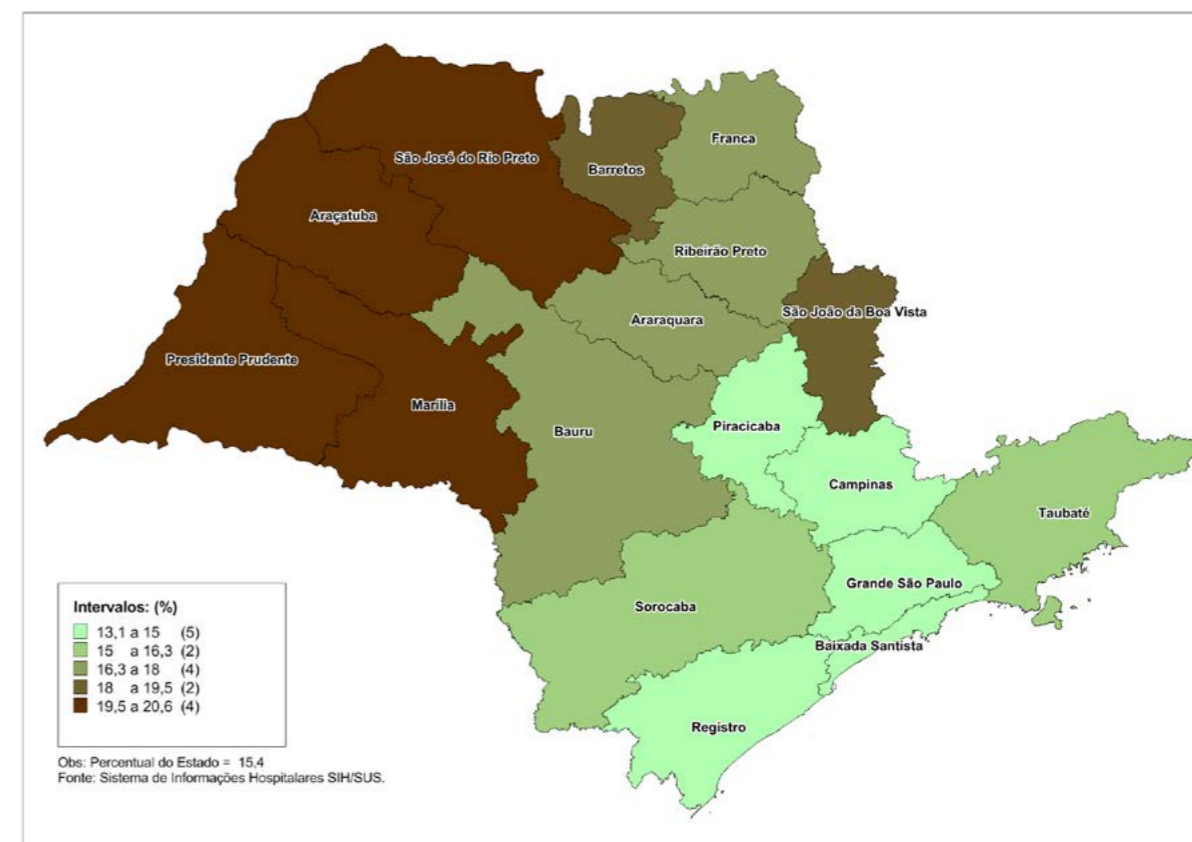 Franca
São José do Rio Preto
Barretos
Araçatuba
Ribeirão Preto
São João da Boa Vista
Araraquara
Presidente Prudente
Marília
Bauru
Piracicaba
Campinas
Taubaté
Grande São Paulo
Sorocaba
Baixada Santista
Registro
Intervalos: (%)
13,1 a 15 (5)
15 a 16,3 (2)
16,3 a 18 (4)
18 a 19,5 (2)
19,5 a 20,6 (4)
Obs: Percentual do Estado = 15,4
Fonte: Sistema de Informações Hospitalares SIH/SUS.